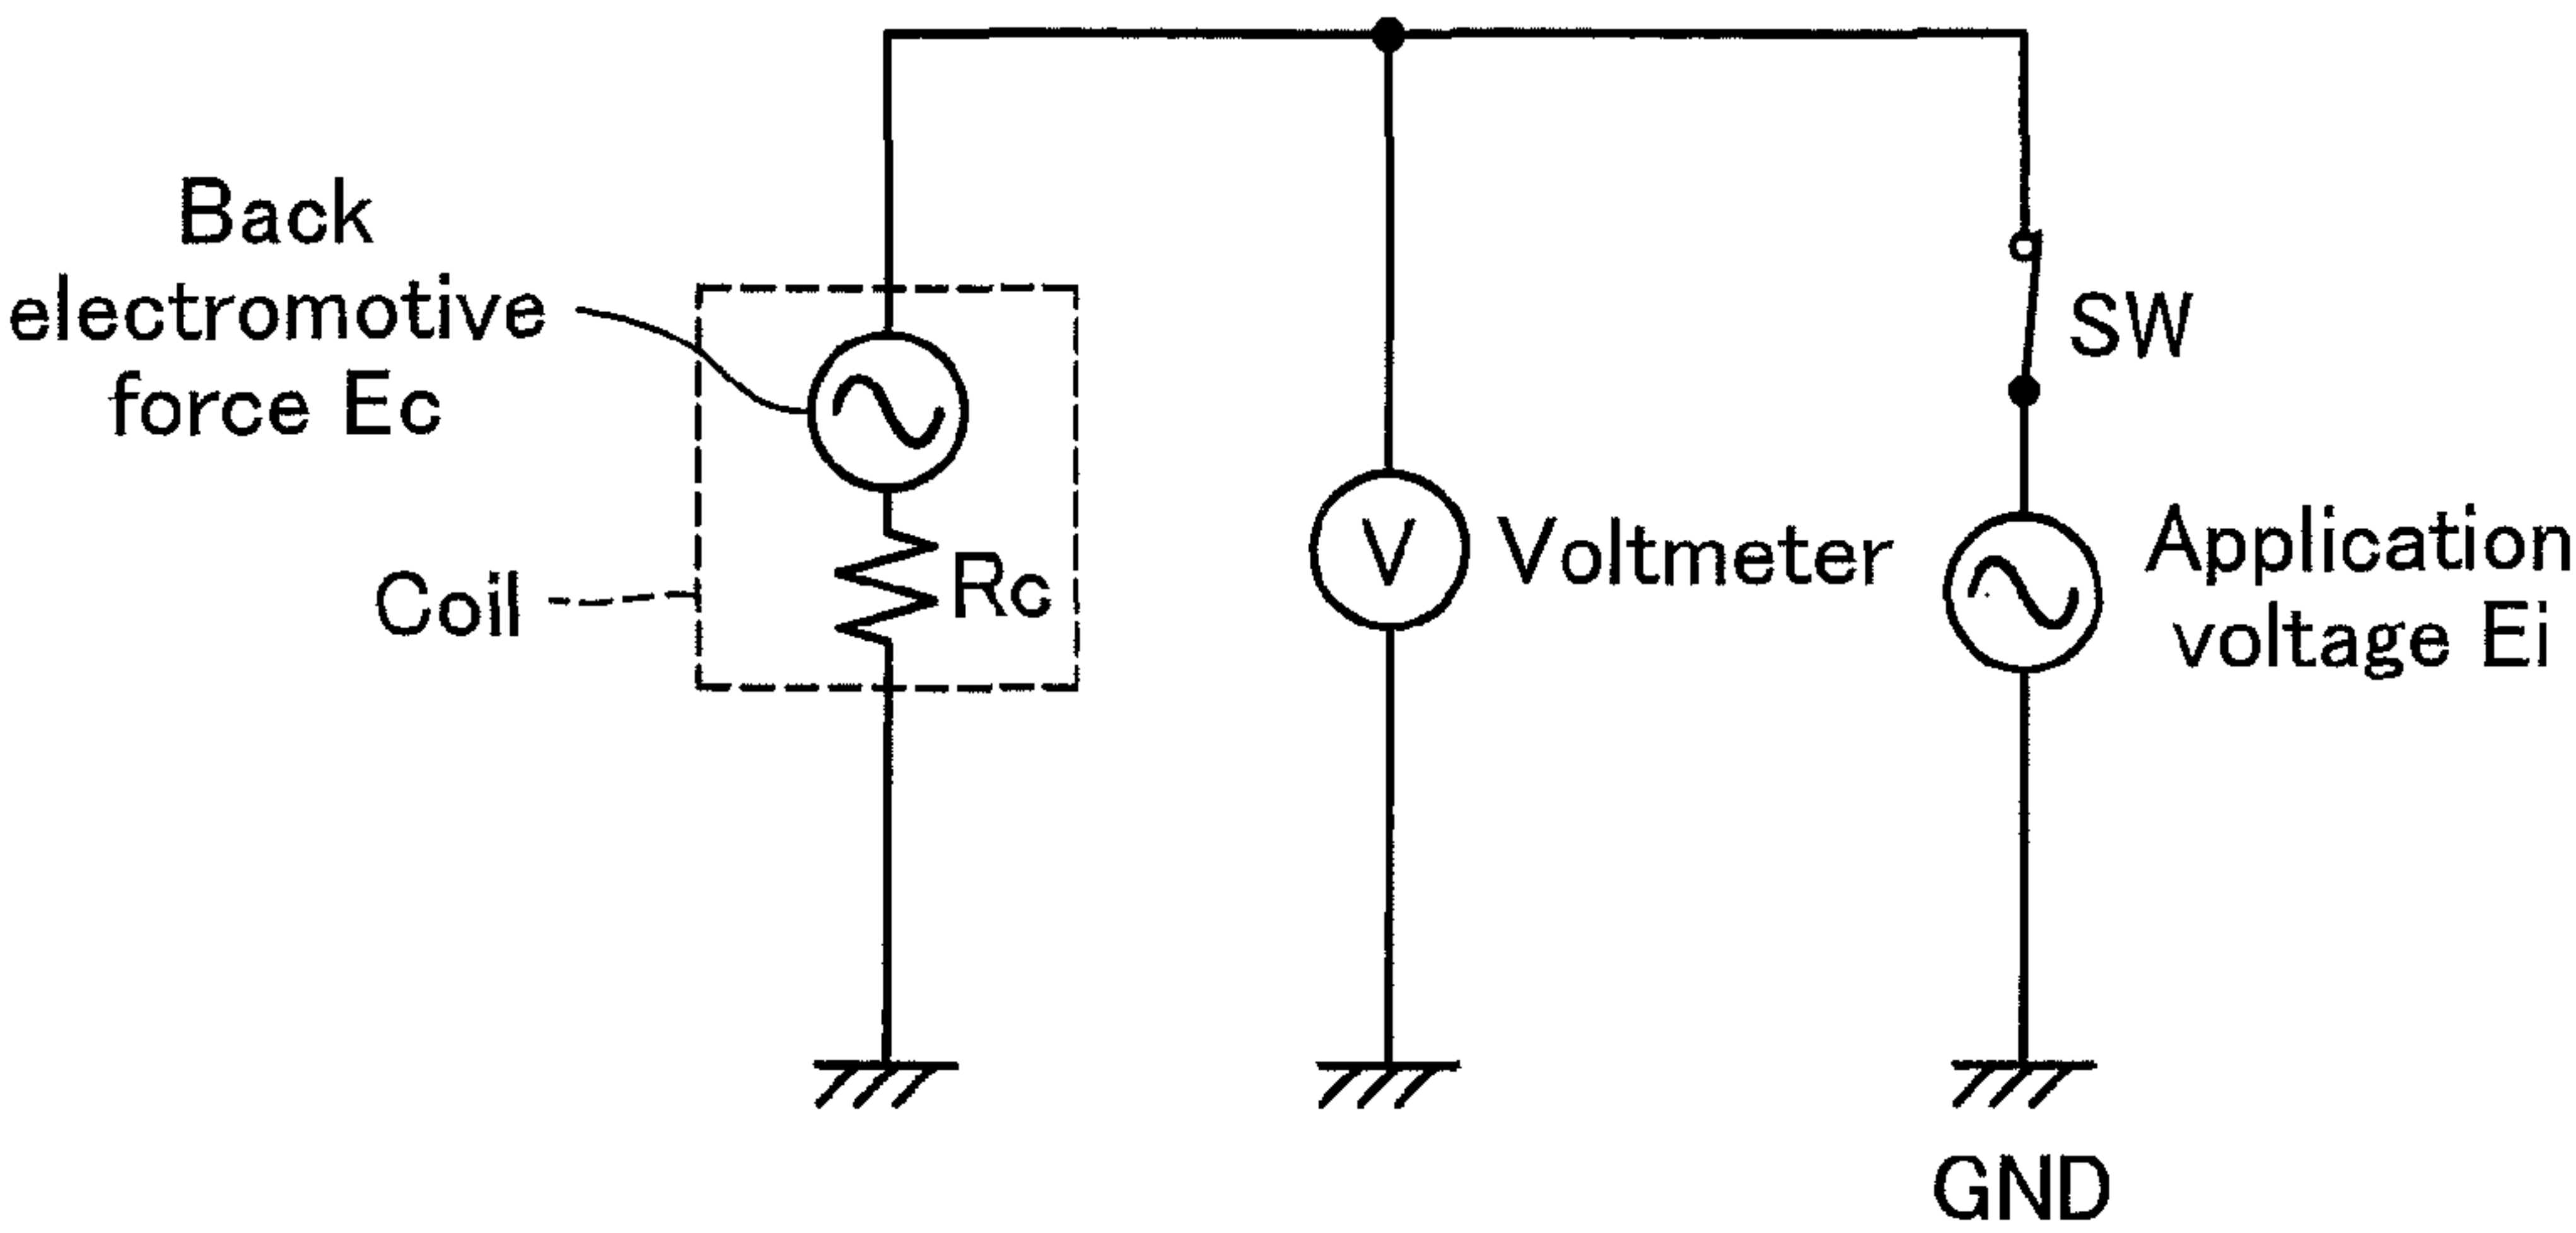 Back
electromotive
force Ec
Coil
Rc
V
Voltmeter
SW
Application
voltage Ei
GND